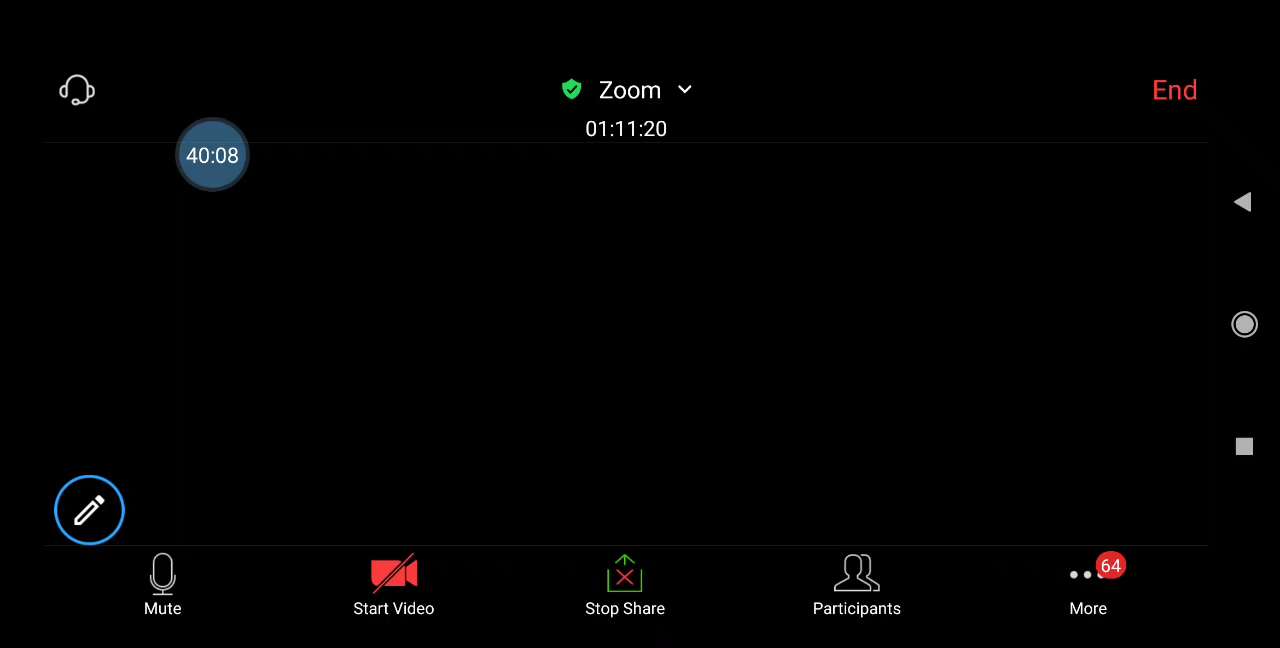 Zoom
End
01:11:20
40:08
64
Mute
Start Video
Stop Share
Participants
More